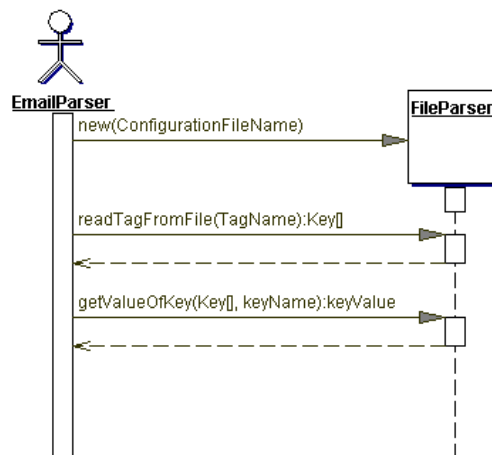 EmailParser
FileParser
new(ConfigurationFileName)
readTagFromFile(TagName):Key[]
getValueOfKey(Key[], keyName):keyValue